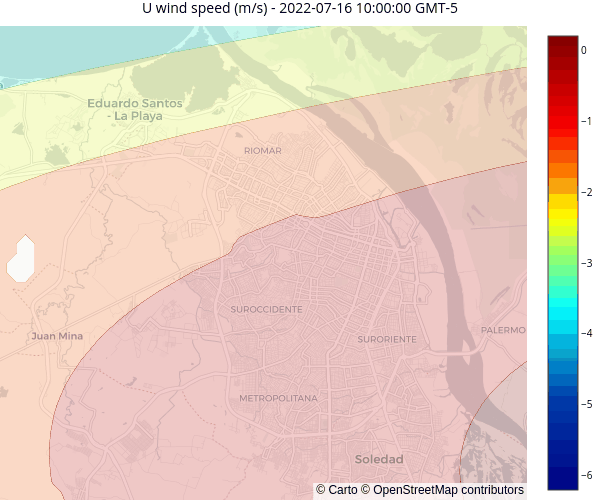 U wind speed (m/s) - 2022-07-16 10:00:00 GMT-5
0
Eduardo Santos
- La Playa
−1
RIOMAR
−2
−3
SUROCCIDENTE
PALERMO
Juan Mina
SURORIENTE
−4
METROPOLITANA
−5
Soledad
−6
© Carto © OpenStreetMap contributors